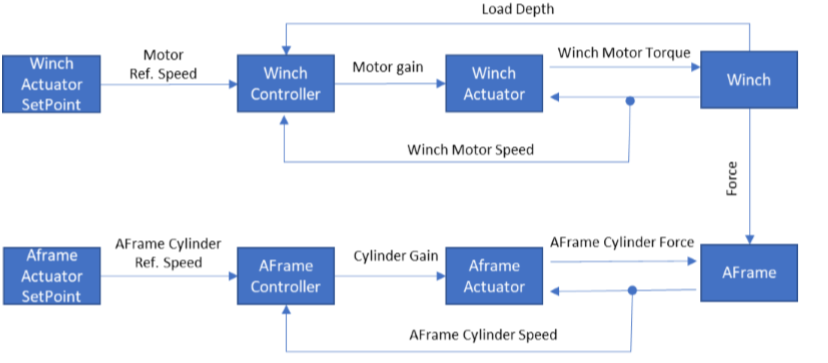 Load Depth
Winch
Actuator
SetPoint
Motor
Ref. Speed
Winch
Controller
Motor gain
Winch
Actuator
Winch Motor Torque
Winch
Winch Motor Speed
Force
Aframe
Actuator
SetPoint
AFrame Cylinder
Ref. Speed
AFrame
Controller
Cylinder Gain
Aframe
Actuator
AFrame Cylinder Force
AFrame
AFrame Cylinder Speed